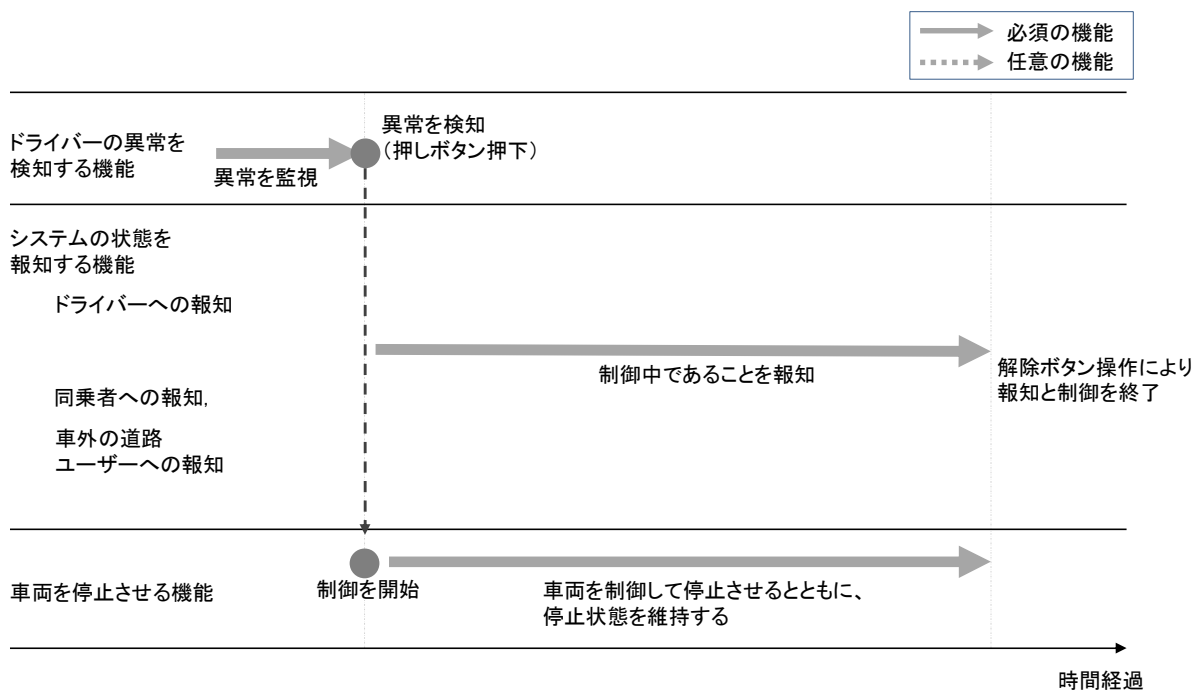 必須の機能
任意の機能
ドライバーの異常を
検知する機能
異常を監視
異常を検知
（押しボタン押下）
システムの状態を
報知する機能
ドライバーへの報知
制御中であることを報知
解除ボタン操作により
報知と制御を終了
同乗者への報知,
車外の道路
ユーザーへの報知
車両を停止させる機能
制御を開始
車両を制御して停止させるとともに、
停止状態を維持する
時間経過